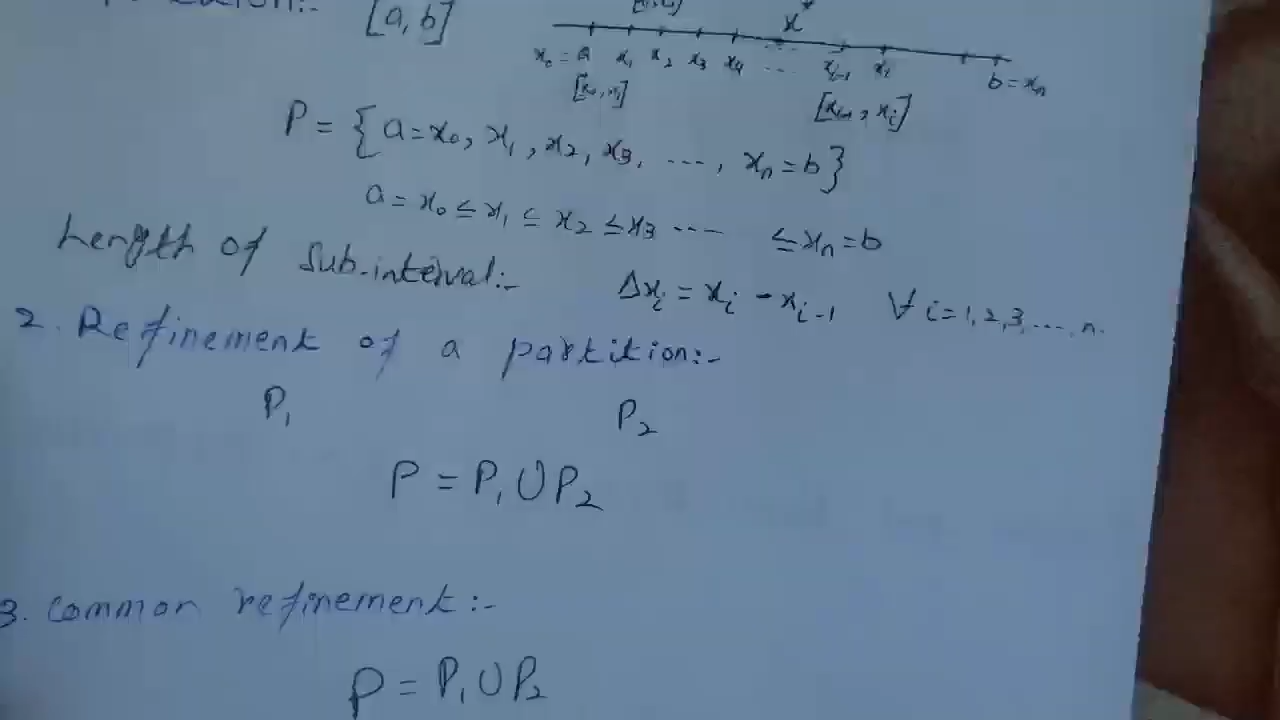 [a, b]
x*
x₀ = a x₁ x₂ x₃ x₄ ... xᵢ₋₁ xᵢ b = xₙ
[x₀, x₁] [xᵢ₋₁, xᵢ]
P = { a = x₀, x₁, x₂, x₃, ..., xₙ = b }
a = x₀ ≤ x₁ ≤ x₂ ≤ x₃ ... ≤ xₙ = b
Length of sub-interval:- Δxᵢ = xᵢ - xᵢ₋₁ ∀ i = 1, 2, 3, ..., n.
2. Refinement of a partition:-
P₁ P₂
P = P₁ ∪ P₂
3. Common refinement:-
P = P₁ ∪ P₂